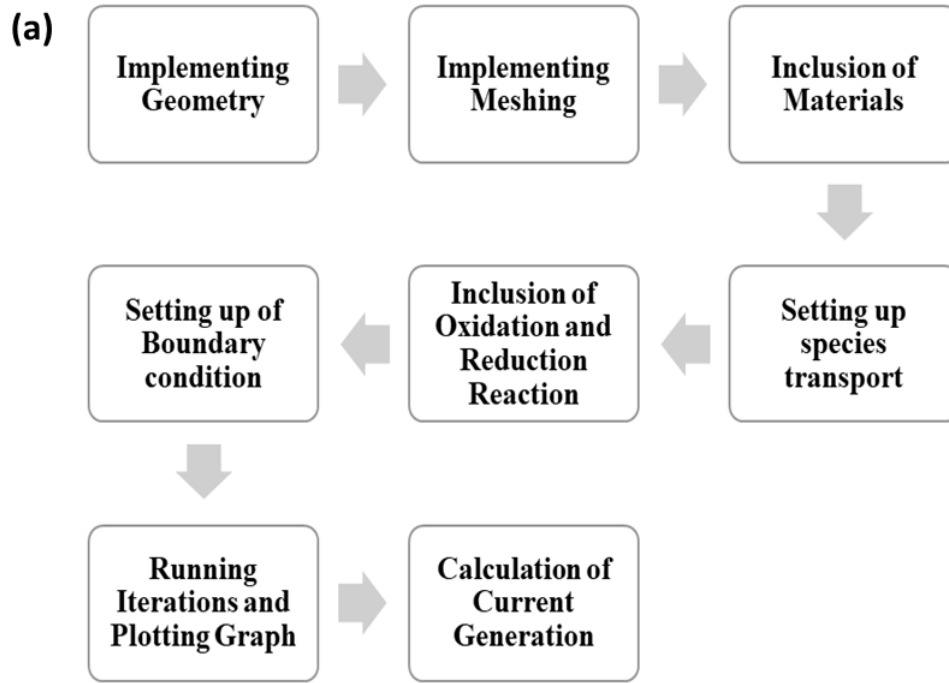 (a)
Implementing
Geometry
Implementing
Meshing
Inclusion of
Materials
Setting up
species
transport
Inclusion of
Oxidation and
Reduction
Reaction
Setting up of
Boundary
condition
Running
Iterations and
Plotting Graph
Calculation of
Current
Generation